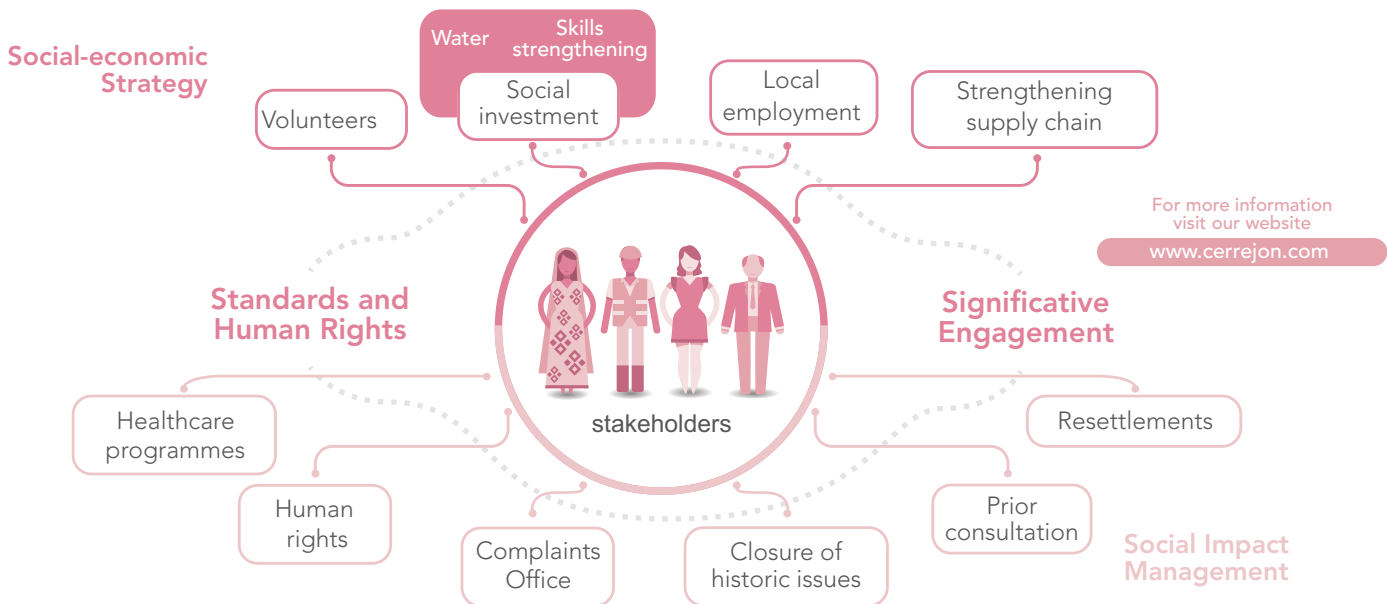 Social-economic
Strategy
Water
Skills
strengthening
Social
investment
Volunteers
Local
employment
Strengthening
supply chain
For more information
visit our website
www.cerrejon.com
Standards and
Human Rights
Significative
Engagement
stakeholders
Healthcare
programmes
Human
rights
Complaints
Office
Closure of
historic issues
Prior
consultation
Resettlements
Social Impact
Management